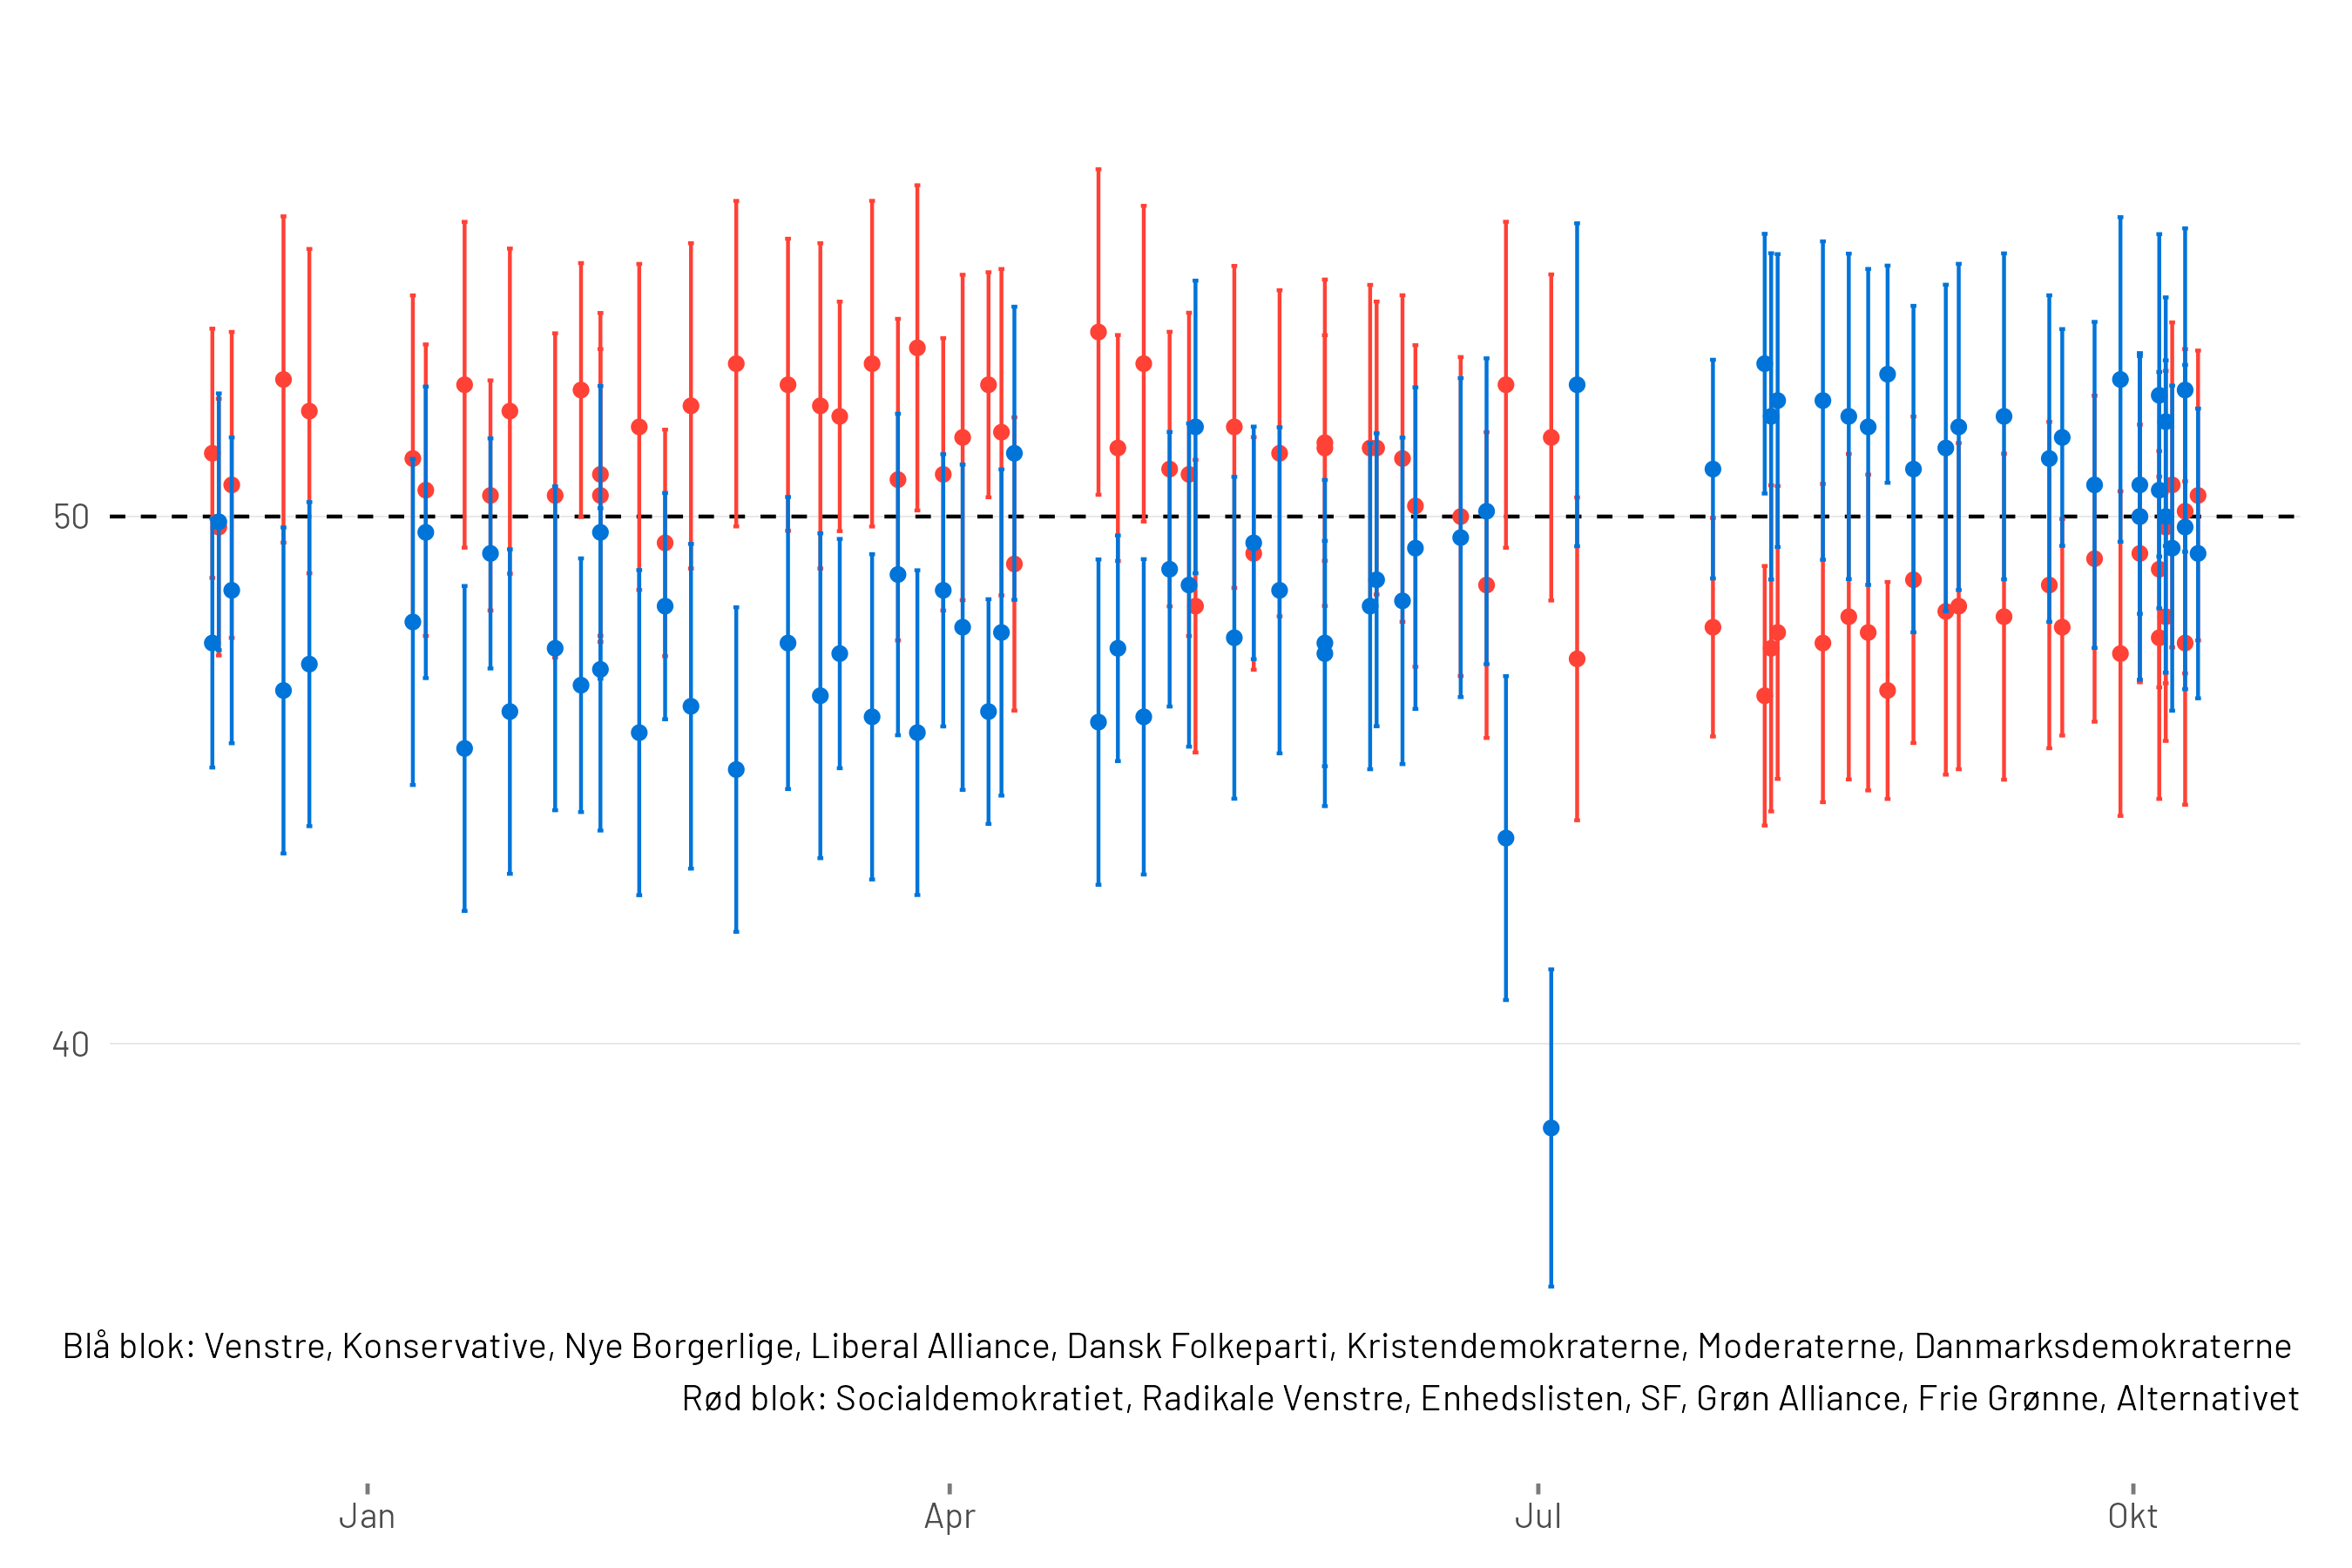 50
40
Blå blok: Venstre, Konservative, Nye Borgerlige, Liberal Alliance, Dansk Folkeparti, Kristendemokraterne, Moderaterne, Danmarksdemokraterne
Rød blok: Socialdemokratiet, Radikale Venstre, Enhedslisten, SF, Grøn Alliance, Frie Grønne, Alternativet
Jan Apr Jul Okt